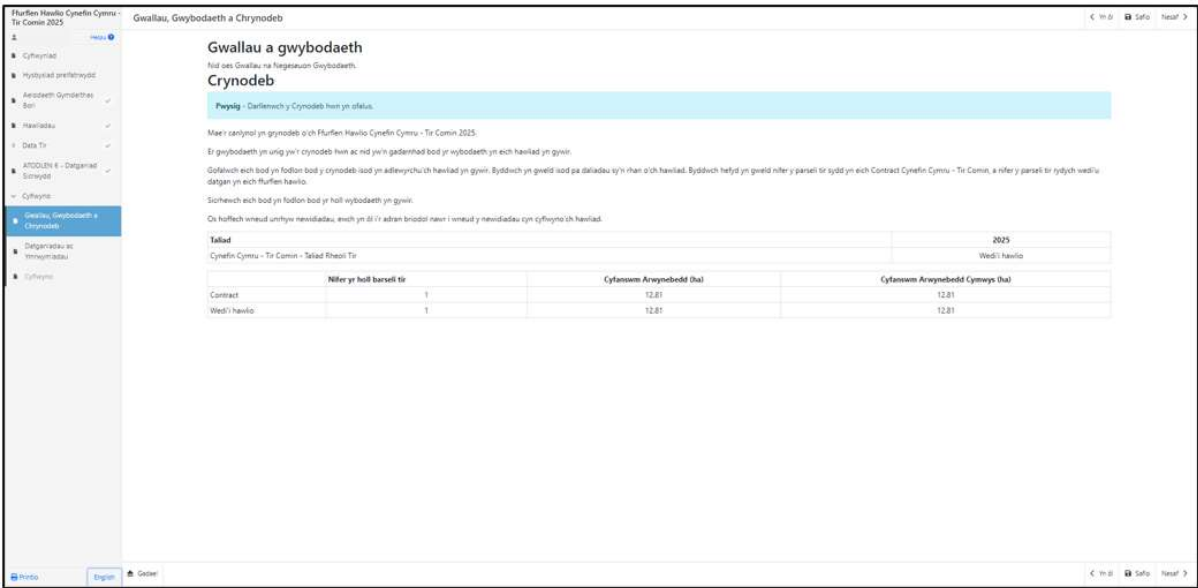 Ffurflen Hawlio Cynefin Cymru -
Tir Comin 2025
Gwallau, Gwybodaeth a Chrynodeb
Yn ôl
Safio
Nesaf
Helpu
Cyflwyniad
Hysbysiad preifatrwydd
Aelodaeth Gymdeithas
Bori
Hawliadau
Data Tir
ATODLEN 6 - Datganiad
Sicrwydd
Cyflwyno
Gwallau, Gwybodaeth a
Chrynodeb
Datganiadau ac
Ymrwymiadau
Cyflwyno
Gwallau a gwybodaeth
Nid oes Gwallau na Negeseuon Gwybodaeth.
Crynodeb
Pwysig - Darllenwch y Crynodeb hwn yn ofalus.
Mae'r canlynol yn grynodeb o'ch Ffurflen Hawlio Cynefin Cymru - Tir Comin 2025.
Er gwybodaeth yn unig yw'r crynodeb hwn ac nid yw'n gadarnhad bod yr wybodaeth yn eich hawliad yn gywir.
Gofalwch eich bod yn fodlon bod y crynodeb isod yn adlewyrchu'ch hawliad yn gywir. Byddwch yn gweld isod pa daliadau sy'n rhan o'ch hawliad. Byddwch hefyd yn gweld nifer y parseli tir sydd yn eich Contract Cynefin Cymru - Tir Comin, a nifer y parseli tir rydych wedi'u
datgan yn eich ffurflen hawlio.
Sicrhewch eich bod yn fodlon bod yr holl wybodaeth yn gywir.
Os hoffech wneud unrhyw newidiadau, ewch yn ôl i'r adran briodol nawr i wneud y newidiadau cyn cyflwyno'ch hawliad.
Taliad 2025
Cynefin Cymru - Tir Comin - Taliad Rheoli Tir Wedi'i hawlio
Nifer yr holl barseli tir Cyfanswm Arwynebedd (ha) Cyfanswm Arwynebedd Cymwys (ha)
Contract 1 12.81 12.81
Wedi'i hawlio 1 12.81 12.81
Printio
English
Gadael
Yn ôl
Safio
Nesaf